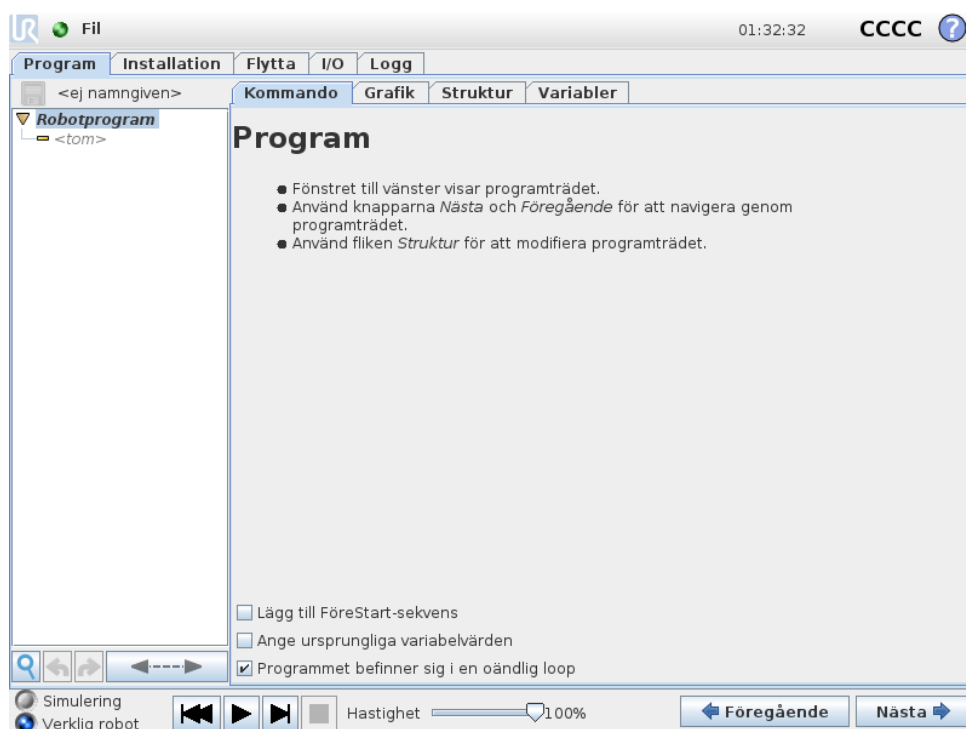 UR Fil 01:32:32 CCCC ?
Program Installation Flytta I/O Logg
<ej namngiven> Kommando Grafik Struktur Variabler
Robotprogram
<tom>
Program
Fönstret till vänster visar programträdet.
Använd knapparna Nästa och Föregående för att navigera genom
programträdet.
Använd fliken Struktur för att modifiera programträdet.
Lägg till FöreStart-sekvens
Ange ursprungliga variabelvärden
Programmet befinner sig i en oändlig loop
Simulering
Verklig robot
Hastighet 100%
Föregående Nästa